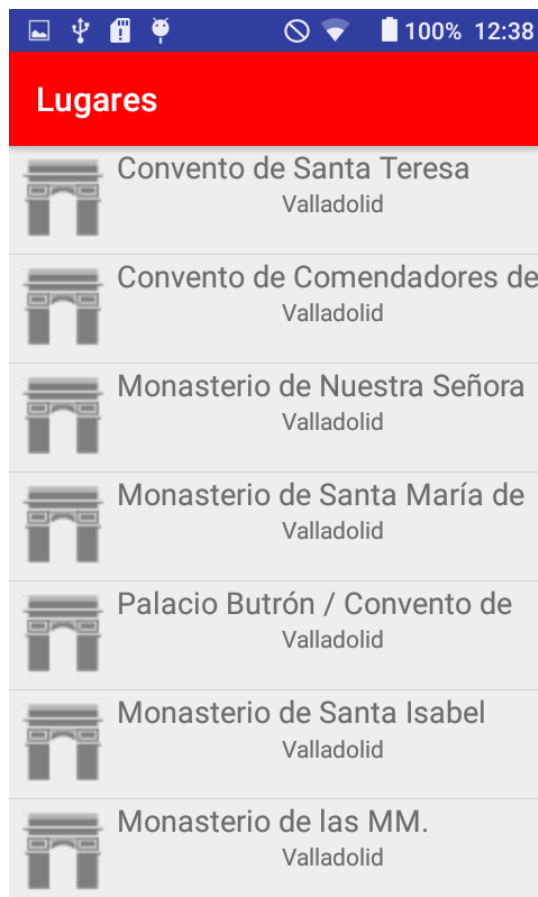 100% 12:38
Lugares
Convento de Santa Teresa
Valladolid
Convento de Comendadores de
Valladolid
Monasterio de Nuestra Señora
Valladolid
Monasterio de Santa María de
Valladolid
Palacio Butrón / Convento de
Valladolid
Monasterio de Santa Isabel
Valladolid
Monasterio de las MM.
Valladolid